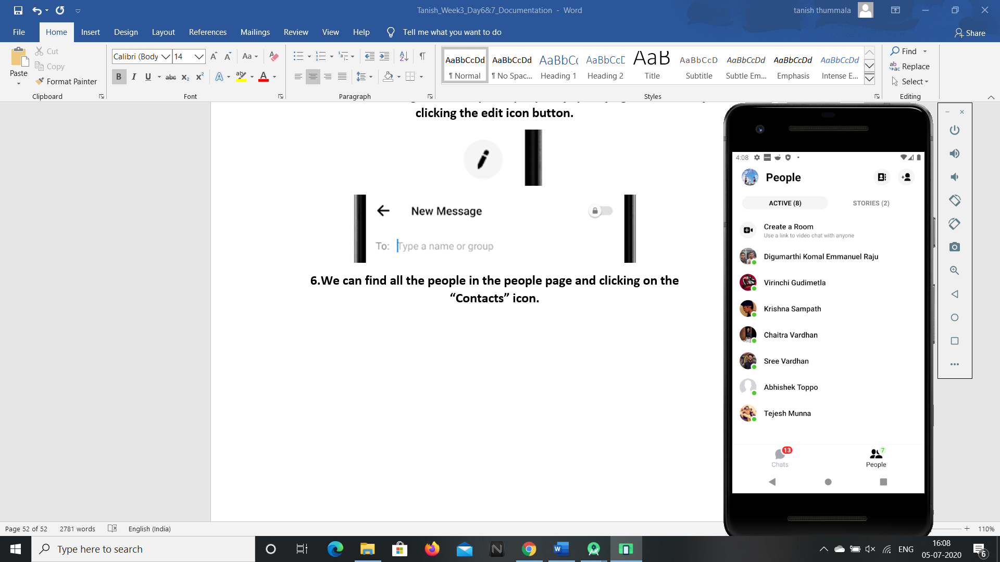 Tanish_Week3_Day6&7_Documentation - Word
tanish thummala
File Home Insert Design Layout References Mailings Review View Help Tell me what you want to do
Share
Paste
Cut
Copy
Format Painter
Clipboard
Calibri (Body
14
Font
Paragraph
AaBbCcDd
¶ Normal
AaBbCcDd
¶ No Spac...
AaBbCc
Heading 1
AaBbCcE
Heading 2
AaB
Title
AaBbCcD
Subtitle
AaBbCcDd
Subtle Em...
AaBbCcDd
Emphasis
AaBbCcDd
Intense E...
Styles
Find
Replace
Select
Editing
clicking the edit icon button.
New Message
To: Type a name or group
6.We can find all the people in the people page and clicking on the
“Contacts” icon.
4:08
People
ACTIVE (8) STORIES (2)
Create a Room
Use a link to video chat with anyone
Digumarthi Komal Emmanuel Raju
Virinchi Gudimetla
Krishna Sampath
Chaitra Vardhan
Sree Vardhan
Abhishek Toppo
Tejesh Munna
13
Chats
7
People
Page 52 of 52 2781 words English (India)
110%
Type here to search
ENG
16:08
05-07-2020
6